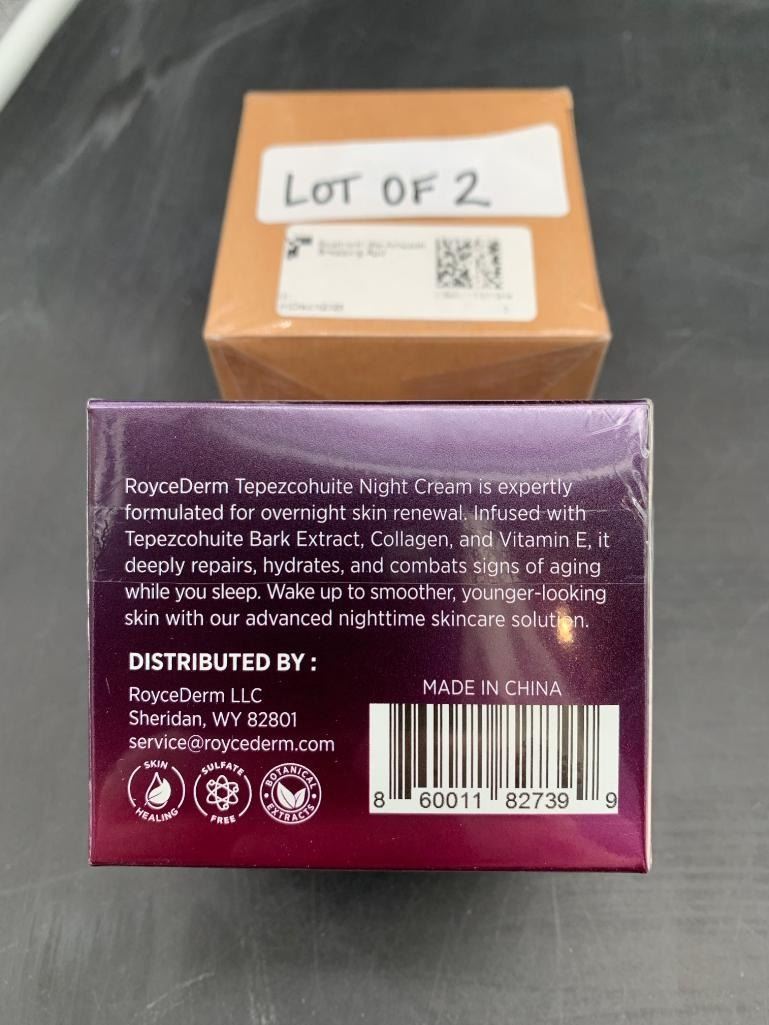 LOT OF 2
RoyceDerm Tepezcohuite Night Cream is expertly
formulated for overnight skin renewal. Infused with
Tepezcohuite Bark Extract, Collagen, and Vitamin E, it
deeply repairs, hydrates, and combats signs of aging
while you sleep. Wake up to smoother, younger-looking
skin with our advanced nighttime skincare solution.
DISTRIBUTED BY :
RoyceDerm LLC
Sheridan, WY 82801
service@roycederm.com
MADE IN CHINA
SKIN HEALING
SULFATE FREE
BOTANICAL EXTRACTS
8 60011 82739 9